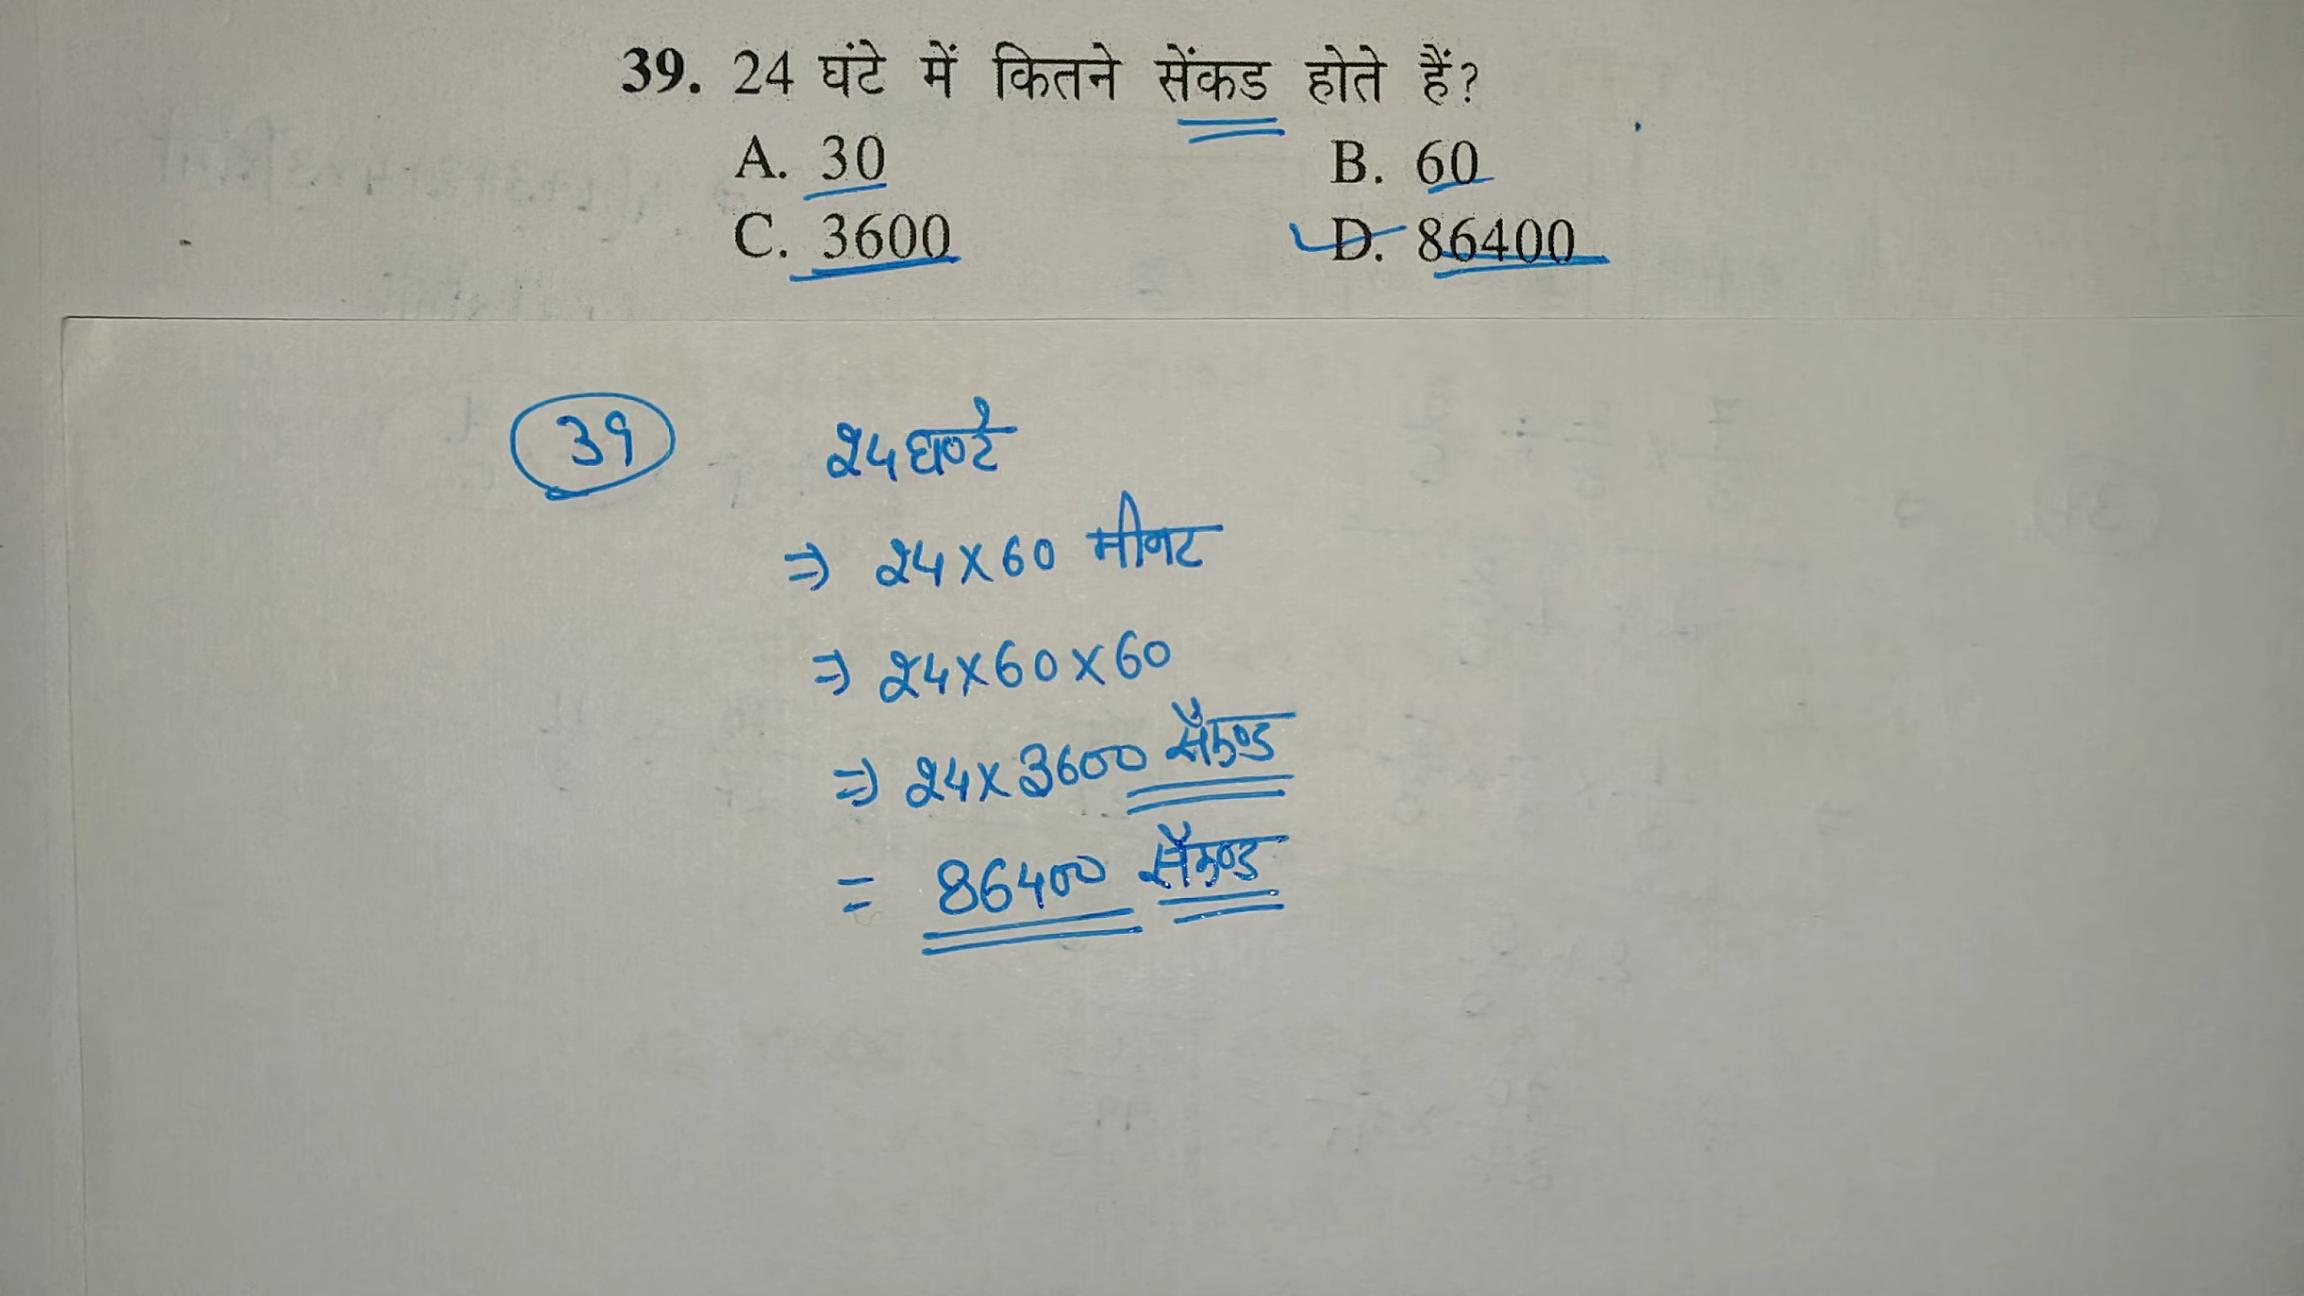 39. 24 घंटे में कितने सेंकड होते हैं?
A. 30 B. 60
C. 3600 D. 86400
39 24 घण्टे
⇒ 24 × 60 मीनट
⇒ 24 × 60 × 60
⇒ 24 × 3600 सैकण्ड
= 86400 सैकण्ड